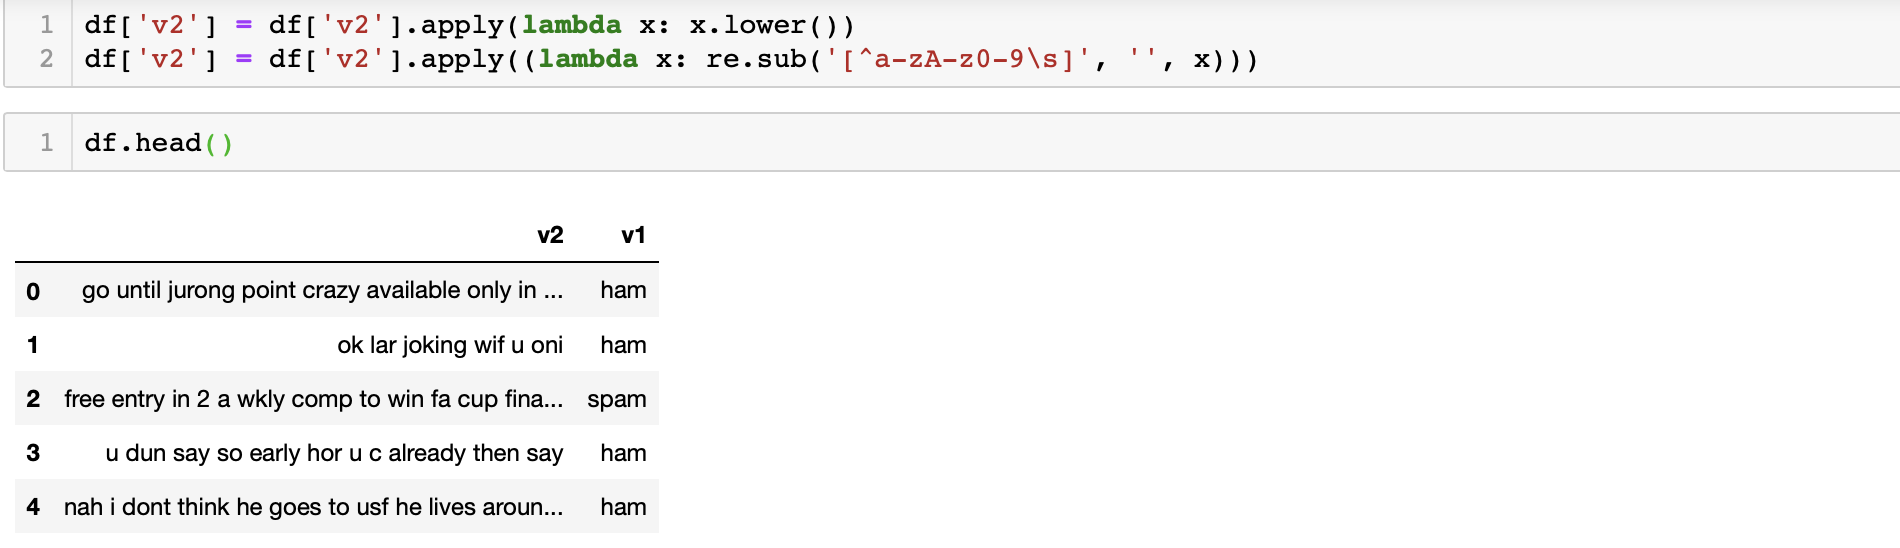 1 df['v2'] = df['v2'].apply(lambda x: x.lower())
2 df['v2'] = df['v2'].apply((lambda x: re.sub('[^a-zA-z0-9\s]', '', x)))
1 df.head()
v2 v1
0 go until jurong point crazy available only in ... ham
1 ok lar joking wif u oni ham
2 free entry in 2 a wkly comp to win fa cup fina... spam
3 u dun say so early hor u c already then say ham
4 nah i dont think he goes to usf he lives aroun... ham